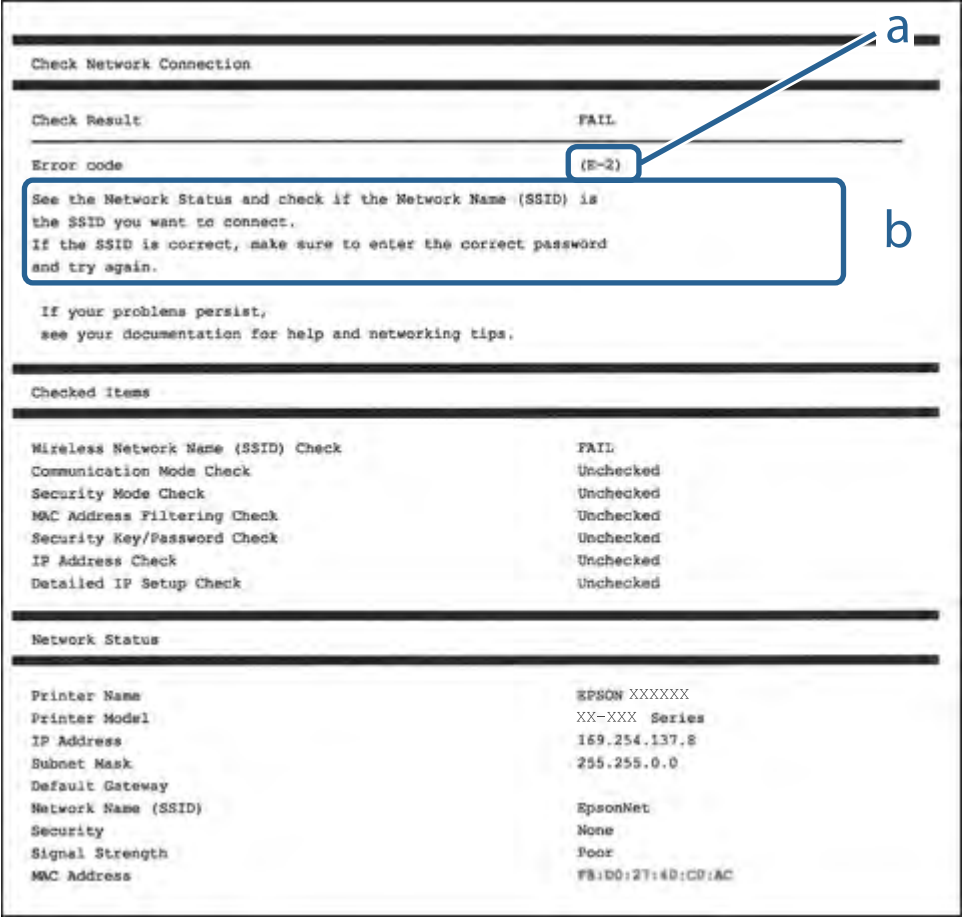 a
Check Network Connection
Check Result FAIL
Error code (E-2)
See the Network Status and check if the Network Name (SSID) is
the SSID you want to connect.
If the SSID is correct, make sure to enter the correct password
and try again.
b
If your problems persist,
see your documentation for help and networking tips.
Checked Items
Wireless Network Name (SSID) Check FAIL
Communication Mode Check Unchecked
Security Mode Check Unchecked
MAC Address Filtering Check Unchecked
Security Key/Password Check Unchecked
IP Address Check Unchecked
Detailed IP Setup Check Unchecked
Network Status
Printer Name EPSON XXXXXX
Printer Model XX-XXX Series
IP Address 169.254.137.8
Subnet Mask 255.255.0.0
Default Gateway
Network Name (SSID) EpsonNet
Security None
Signal Strength Poor
MAC Address F8:D0:27:40:C0:AC